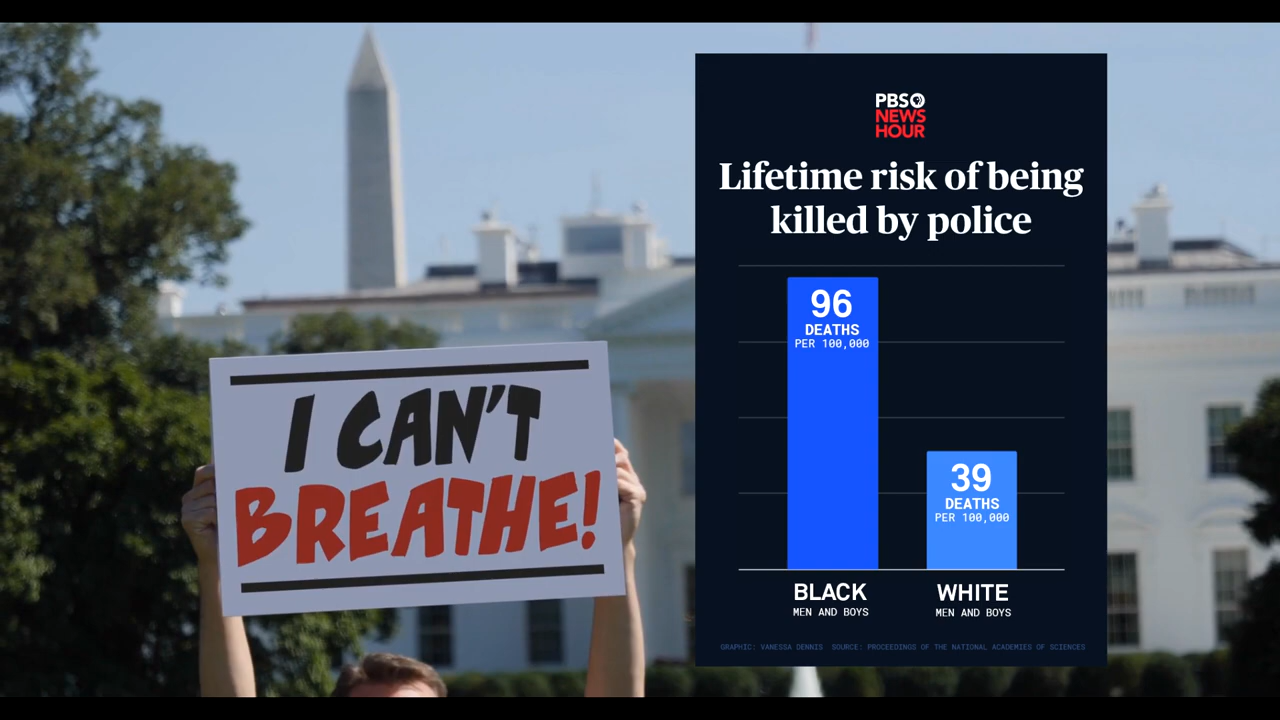 I CAN'T
BREATHE!
PBS
NEWS
HOUR
Lifetime risk of being
killed by police
96
DEATHS
PER 100,000
39
DEATHS
PER 100,000
BLACK
MEN AND BOYS
WHITE
MEN AND BOYS
GRAPHIC: VANESSA DENNIS SOURCE: PROCEEDINGS OF THE NATIONAL ACADEMIES OF SCIENCES